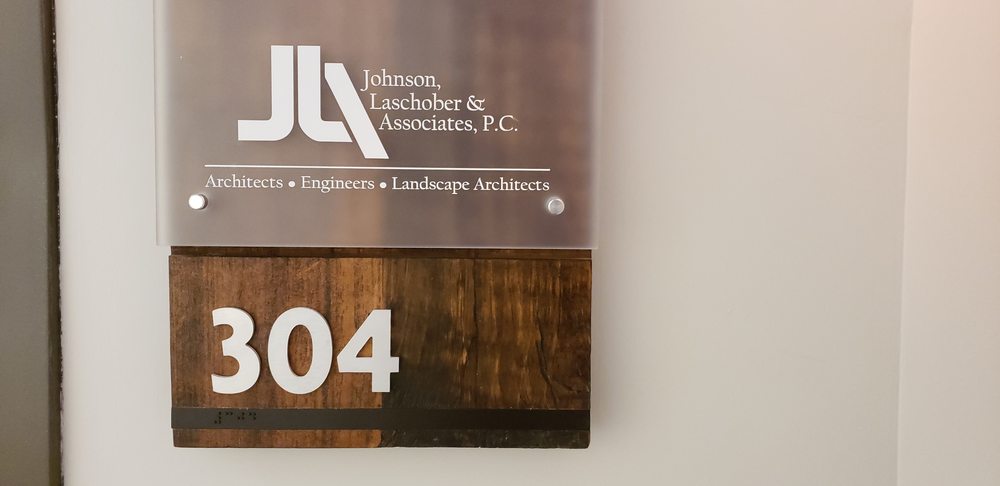 JLA
Johnson,
Laschober &
Associates, P.C.
Architects • Engineers • Landscape Architects
304
⠼⠉⠚⠙